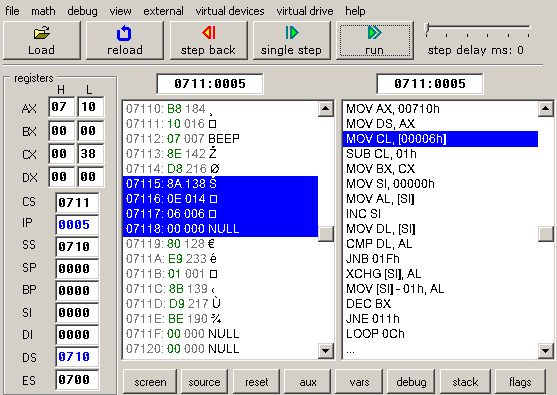 file math debug view external virtual devices virtual drive help
Load reload step back single step run step delay ms: 0
registers
H L
AX 07 10
BX 00 00
CX 00 38
DX 00 00
CS 0711
IP 0005
SS 0710
SP 0000
BP 0000
SI 0000
DI 0000
DS 0710
ES 0700
0711:0005
07110: B8 184 ¸
07111: 10 016 □
07112: 07 007 BEEP
07113: 8E 142 Ž
07114: D8 216 Ø
07115: 8A 138 Š
07116: 0E 014 □
07117: 06 006 □
07118: 00 000 NULL
07119: 80 128 €
0711A: E9 233 é
0711B: 01 001 □
0711C: 8B 139 ‹
0711D: D9 217 Ù
0711E: BE 190 ¾
0711F: 00 000 NULL
07120: 00 000 NULL
0711:0005
MOV AX, 00710h
MOV DS, AX
MOV CL, [00006h]
SUB CL, 01h
MOV BX, CX
MOV SI, 00000h
MOV AL, [SI]
INC SI
MOV DL, [SI]
CMP DL, AL
JNB 01Fh
XCHG [SI], AL
MOV [SI] - 01h, AL
DEC BX
JNE 011h
LOOP 0Ch
...
screen source reset aux vars debug stack flags